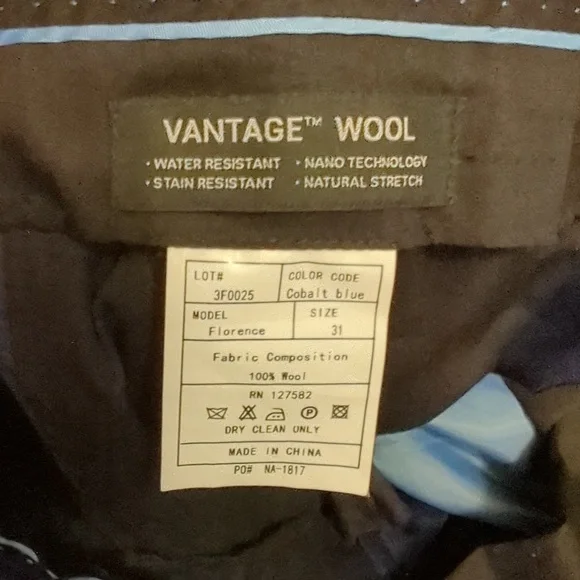 VANTAGE™ WOOL
• WATER RESISTANT • NANO TECHNOLOGY
• STAIN RESISTANT • NATURAL STRETCH
LOT# COLOR CODE
3F0025 Cobalt blue
MODEL SIZE
Florence 31
Fabric Composition
100% Wool
RN 127582
P
DRY CLEAN ONLY
MADE IN CHINA
PO# NA-1817